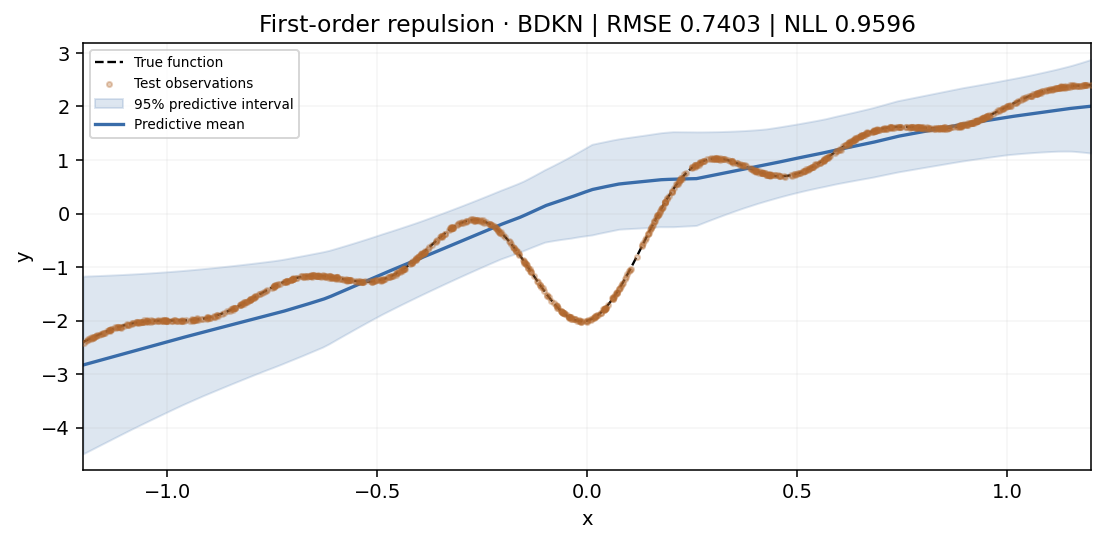 First-order repulsion · BDKN | RMSE 0.7403 | NLL 0.9596
True function
Test observations
95% predictive interval
Predictive mean
3
2
1
0
−1
−2
−3
−4
y
−1.0 −0.5 0.0 0.5 1.0
x